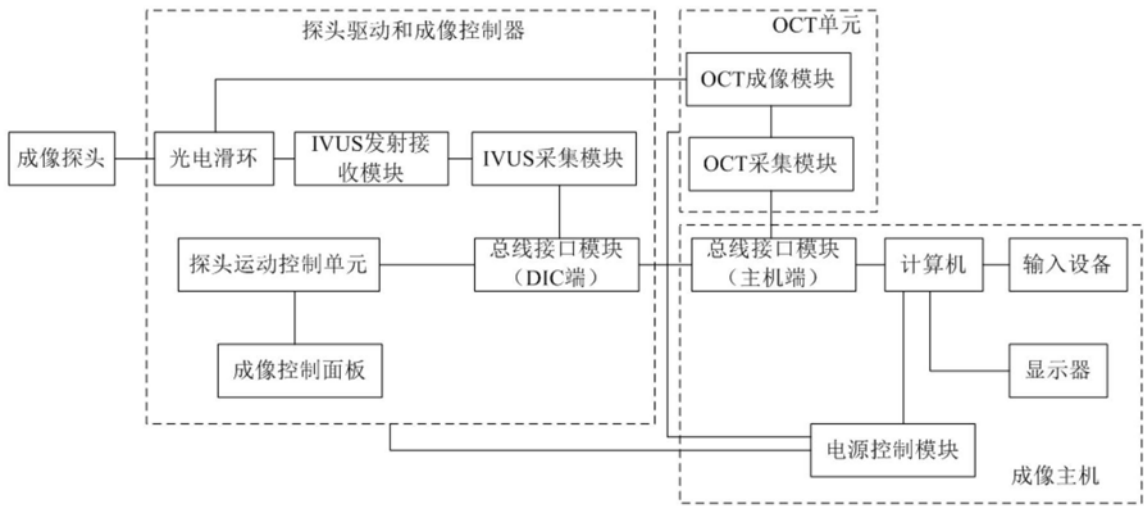 探头驱动和成像控制器
OCT单元
OCT成像模块
成像探头
光电滑环
IVUS发射接
收模块
IVUS采集模块
OCT采集模块
探头运动控制单元
总线接口模块
（DIC端）
总线接口模块
（主机端）
计算机
输入设备
成像控制面板
显示器
电源控制模块
成像主机